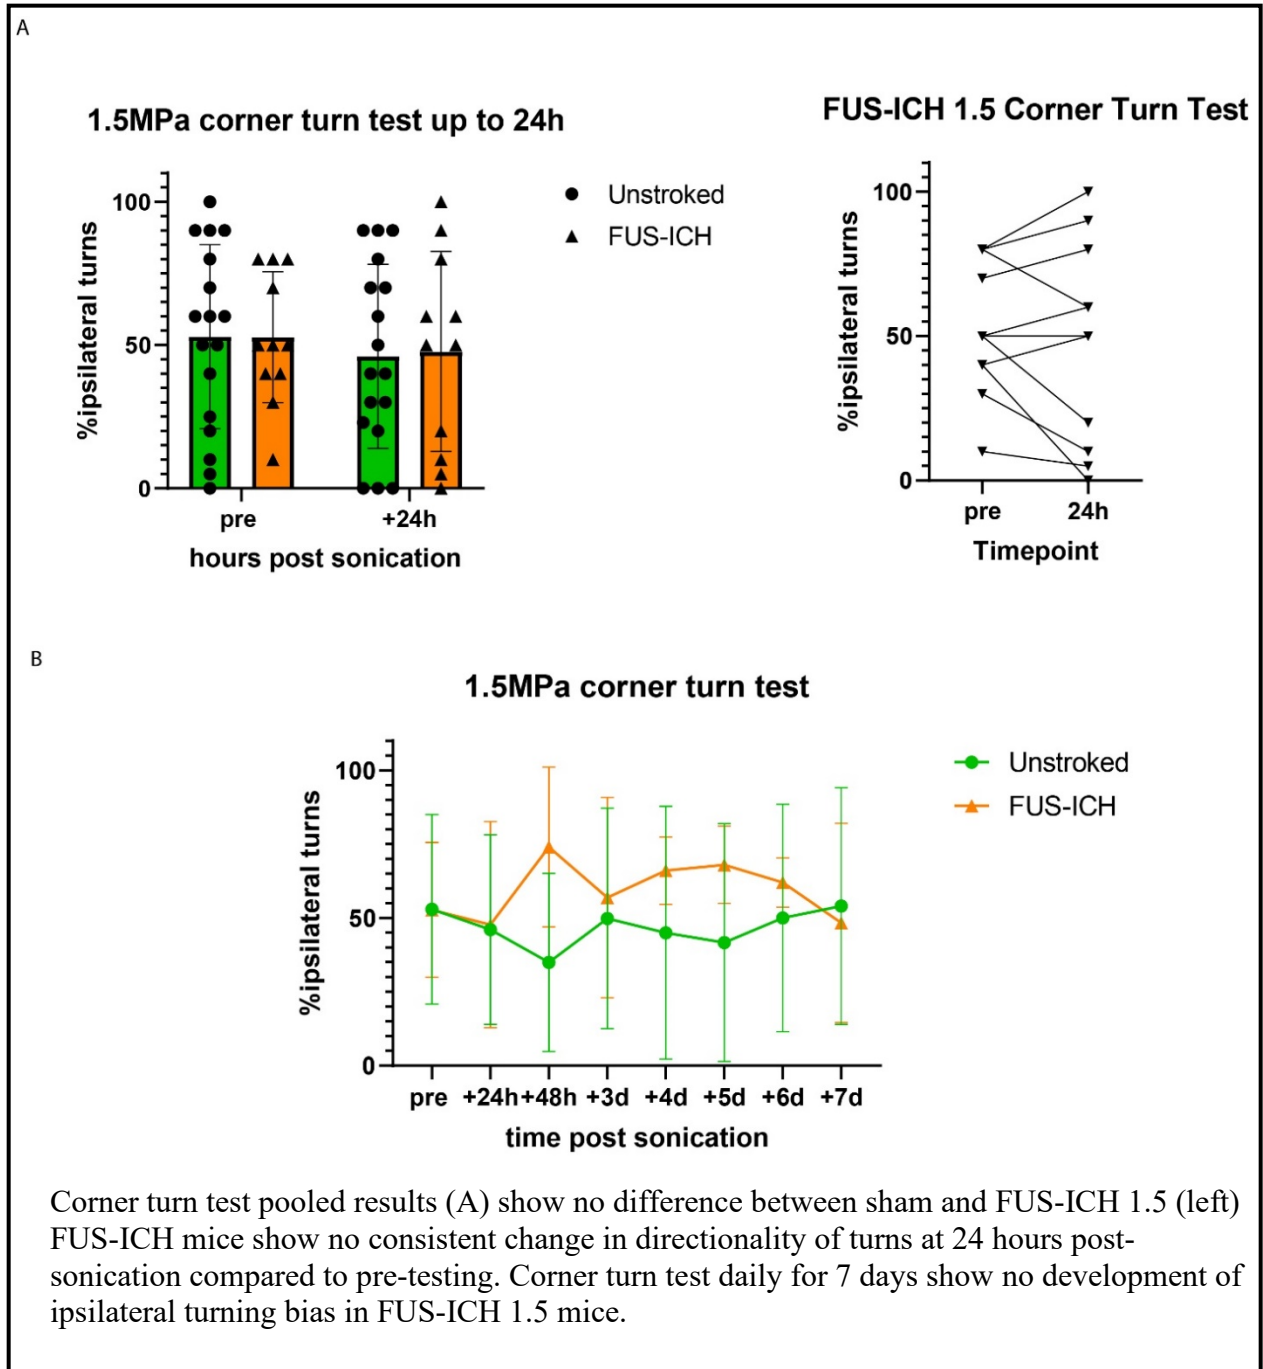 A
1.5MPa corner turn test up to 24h
100
50
0
%ipsilateral turns
pre
+24h
hours post sonication
Unstroked
FUS-ICH
FUS-ICH 1.5 Corner Turn Test
100
50
0
%ipsilateral turns
pre
24h
Timepoint
B
1.5MPa corner turn test
100
50
0
%ipsilateral turns
pre +24h +48h +3d +4d +5d +6d +7d
time post sonication
Unstroked
FUS-ICH
Corner turn test pooled results (A) show no difference between sham and FUS-ICH 1.5 (left)
FUS-ICH mice show no consistent change in directionality of turns at 24 hours post-
sonication compared to pre-testing. Corner turn test daily for 7 days show no development of
ipsilateral turning bias in FUS-ICH 1.5 mice.